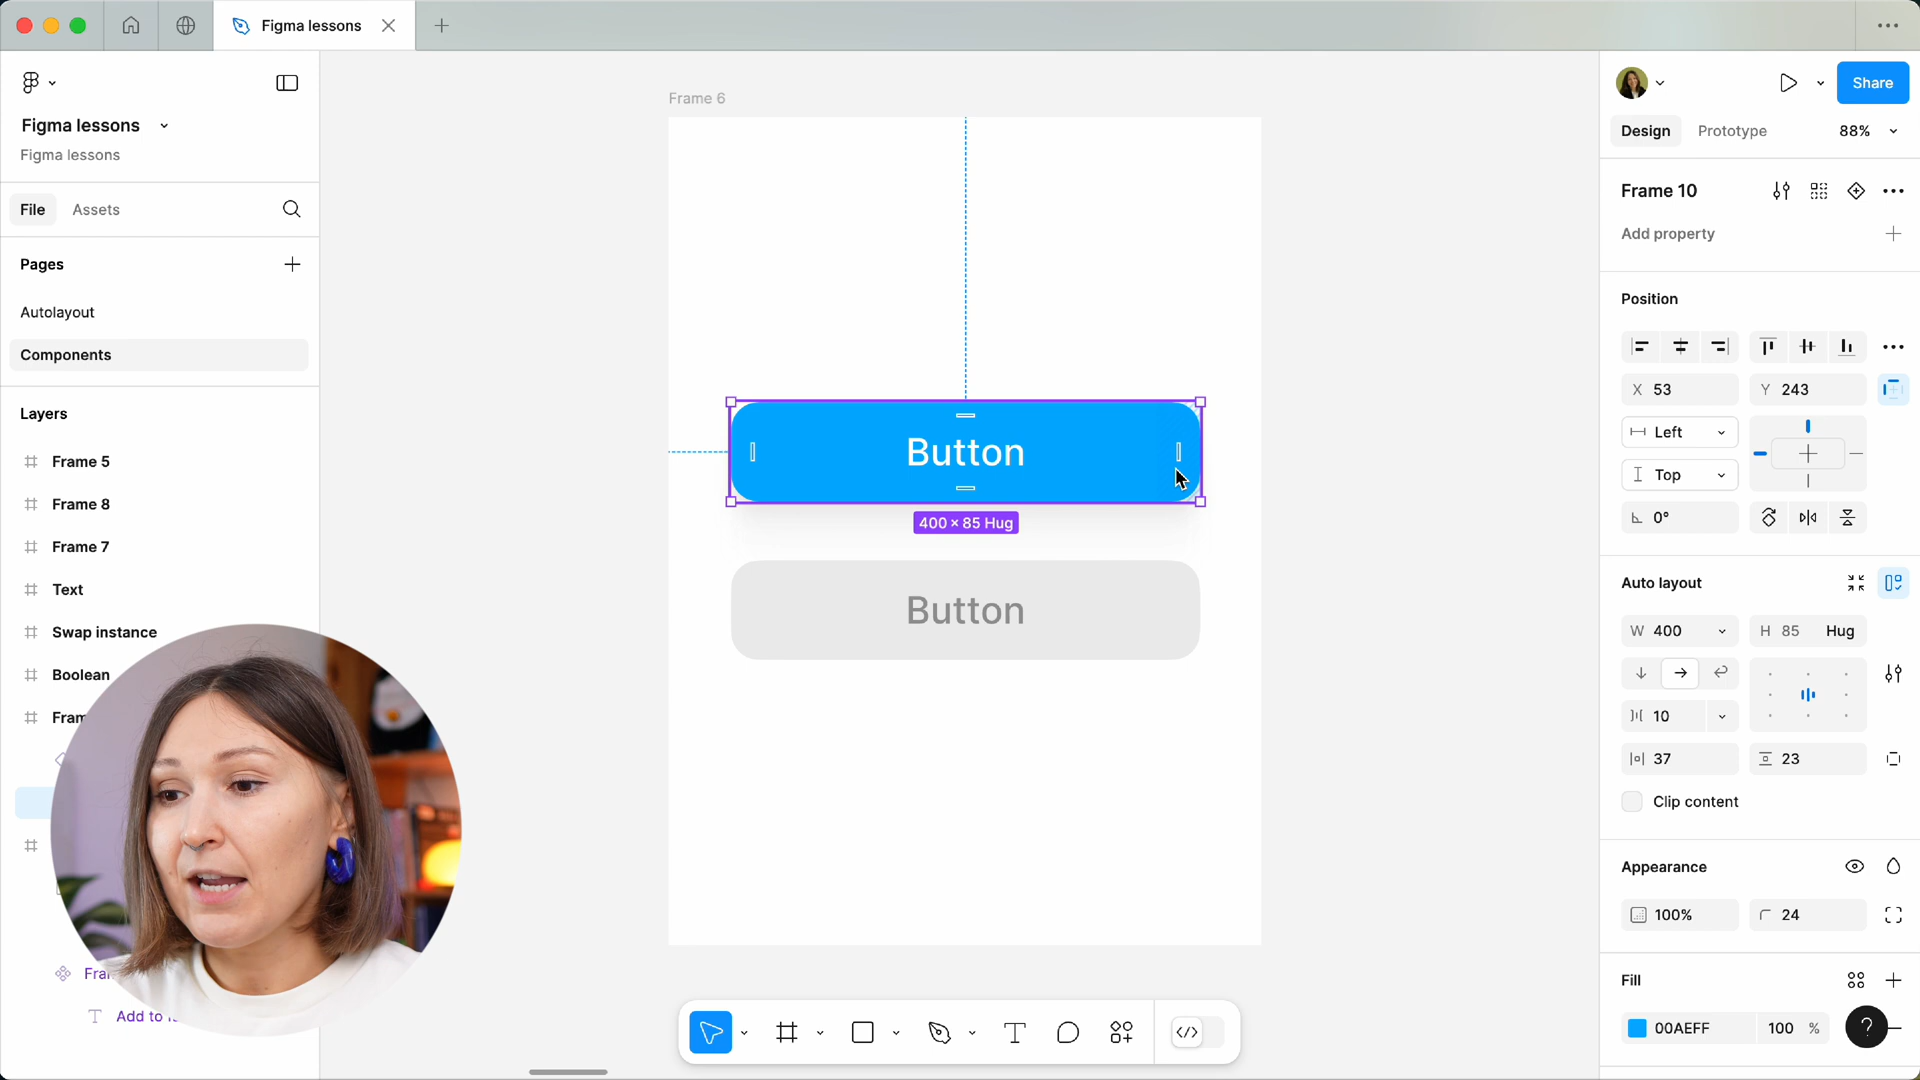 Figma lessons
Figma lessons
Figma lessons
File
Assets
Pages
Autolayout
Components
Layers
Frame 5
Frame 8
Frame 7
Text
Swap instance
Boolean
Add to
Frame 6
Button
400 × 85 Hug
Button
Share
Design
Prototype
88%
Frame 10
Add property
Position
X 53
Y 243
Left
Top
0°
Auto layout
W 400
H 85 Hug
10
37
23
Clip content
Appearance
100%
24
Fill
00AEFF 100 %
?